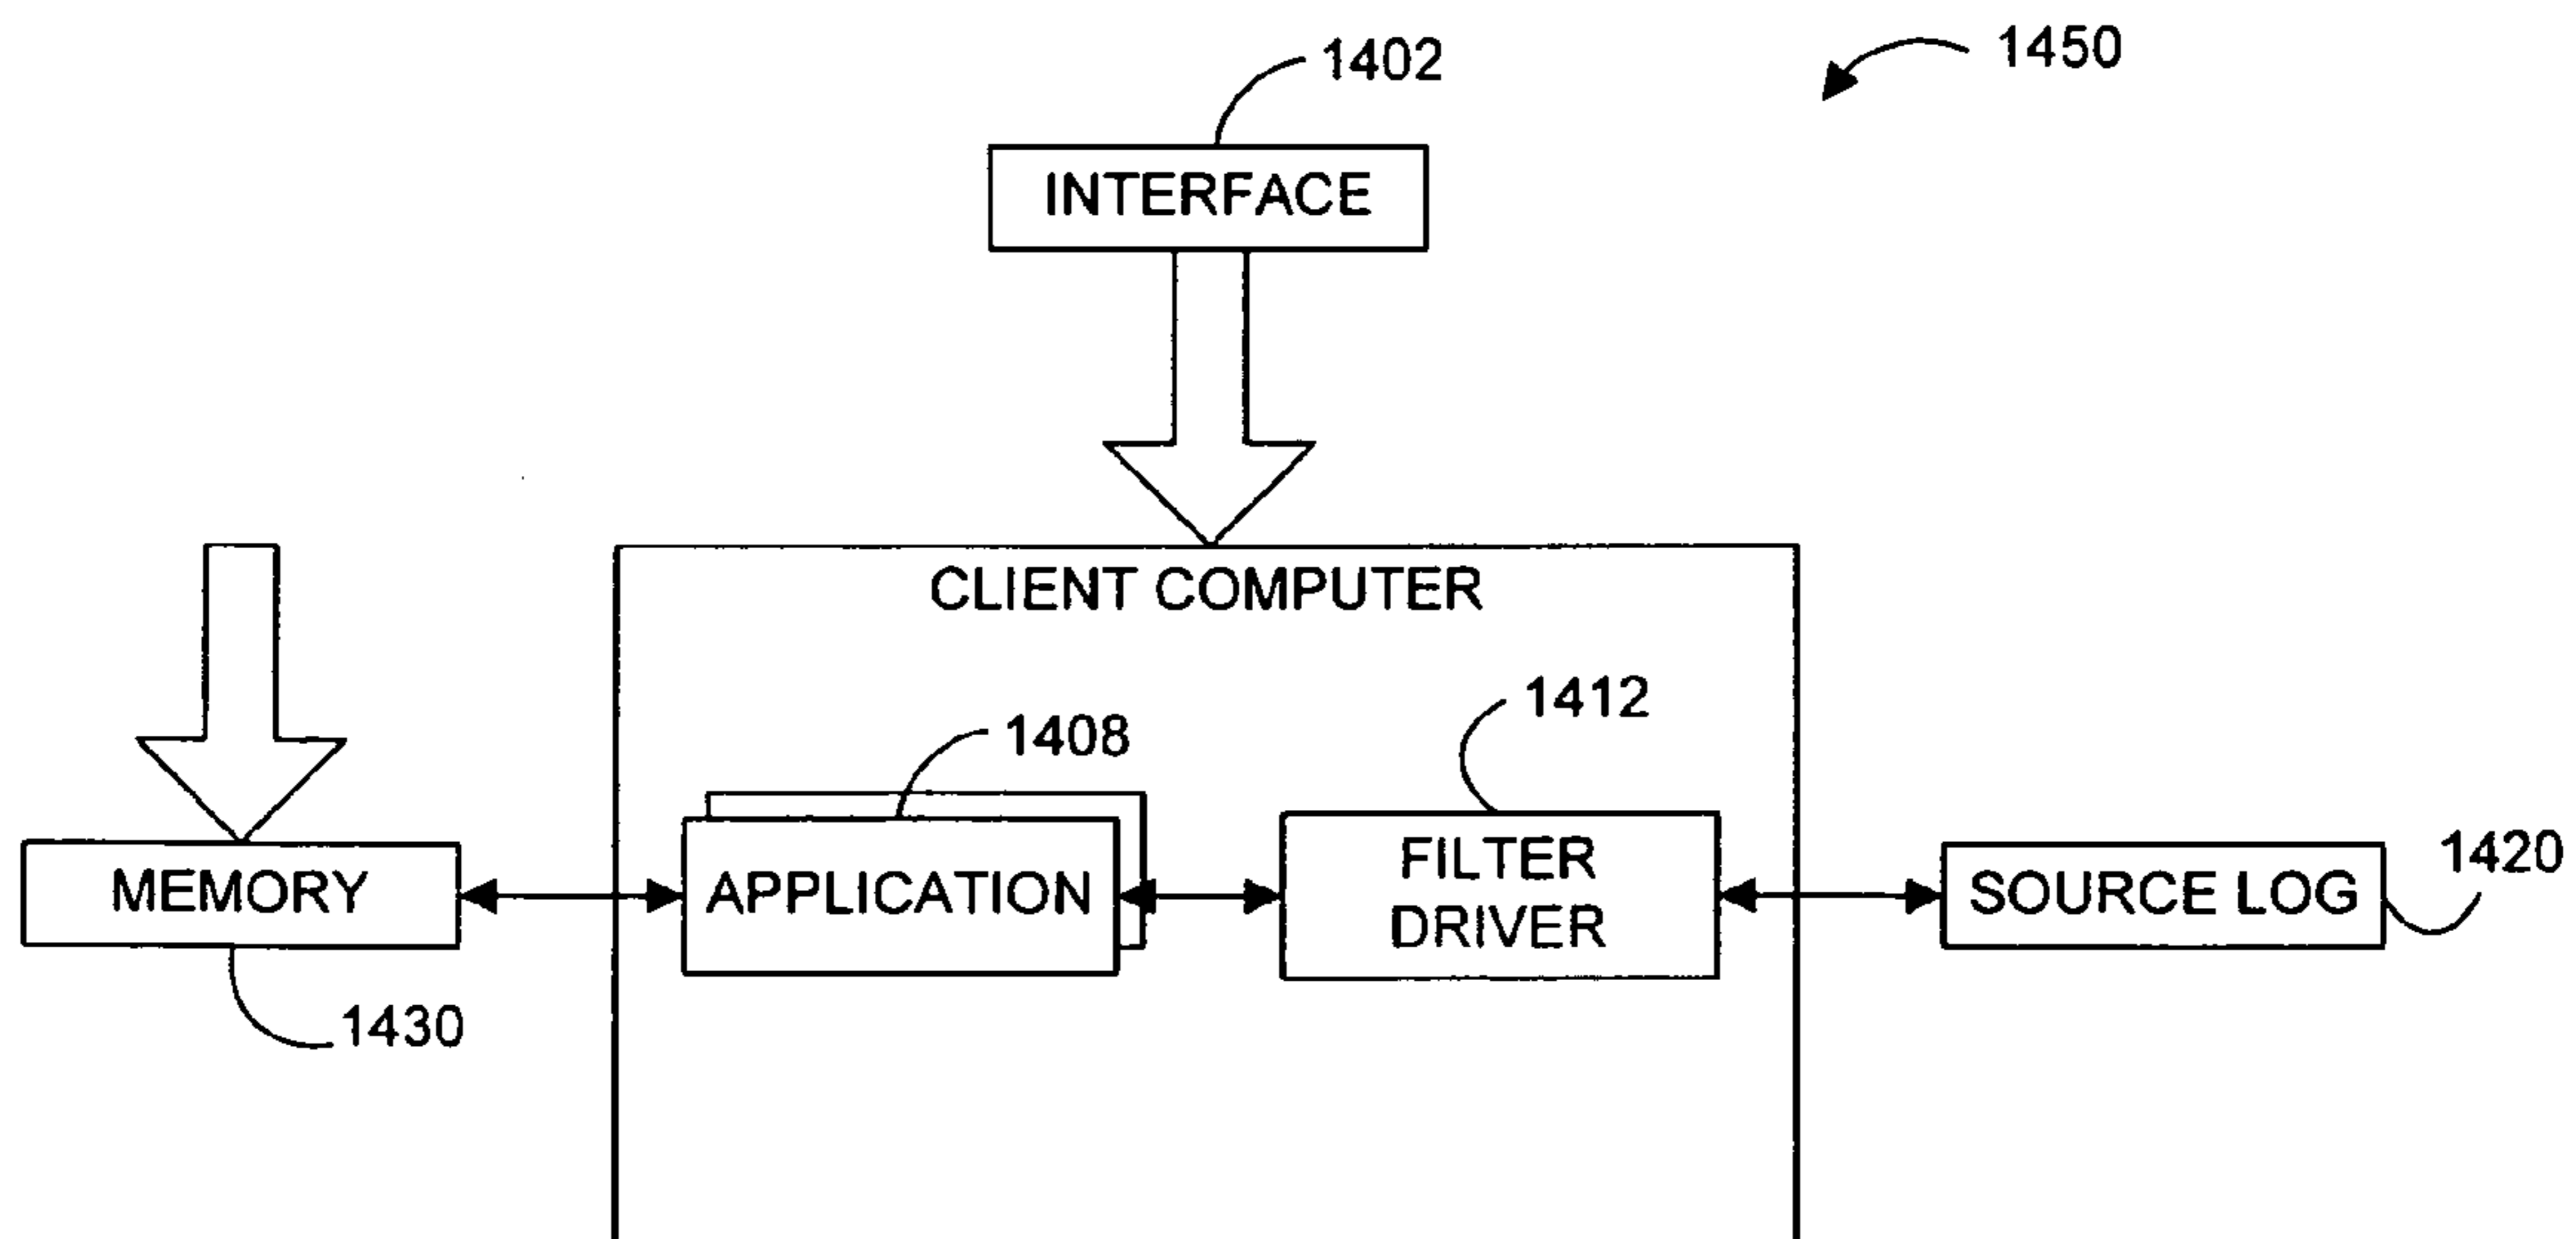 1402
1450
INTERFACE
CLIENT COMPUTER
1408
1412
MEMORY
APPLICATION
FILTER
DRIVER
SOURCE LOG
1420
1430